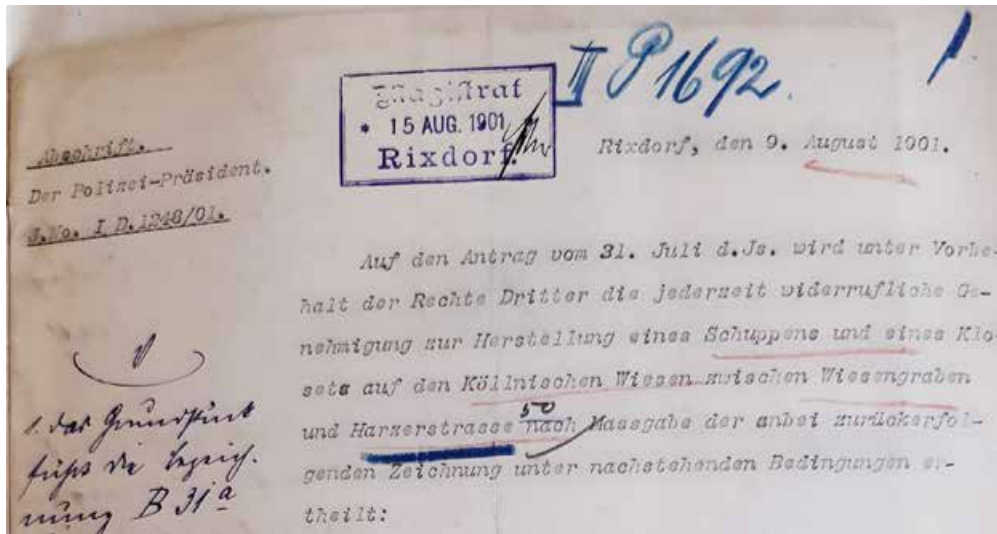 III P 1692.
Magistrat
* 15 AUG. 1901
Rixdorf.
Rixdorf, den 9. August 1901.
Abschrift.
Der Polizei-Präsident.
J.No. I D.1248/01.
Auf den Antrag vom 31. Juli d.Js. wird unter Vorbe-
halt der Rechte Dritter die jederzeit widerrufliche Ge-
nehmigung zur Herstellung eines Schuppens und eines Klo-
sets auf den Köllnischen Wiesen zwischen Wiesengraben
50
und Harzerstrasse nach Massgabe der anbei zurückerfol-
genden Zeichnung unter nachstehenden Bedingungen er-
theilt:
1. das Grundstück
führt die Bezeich.
nung B 31a